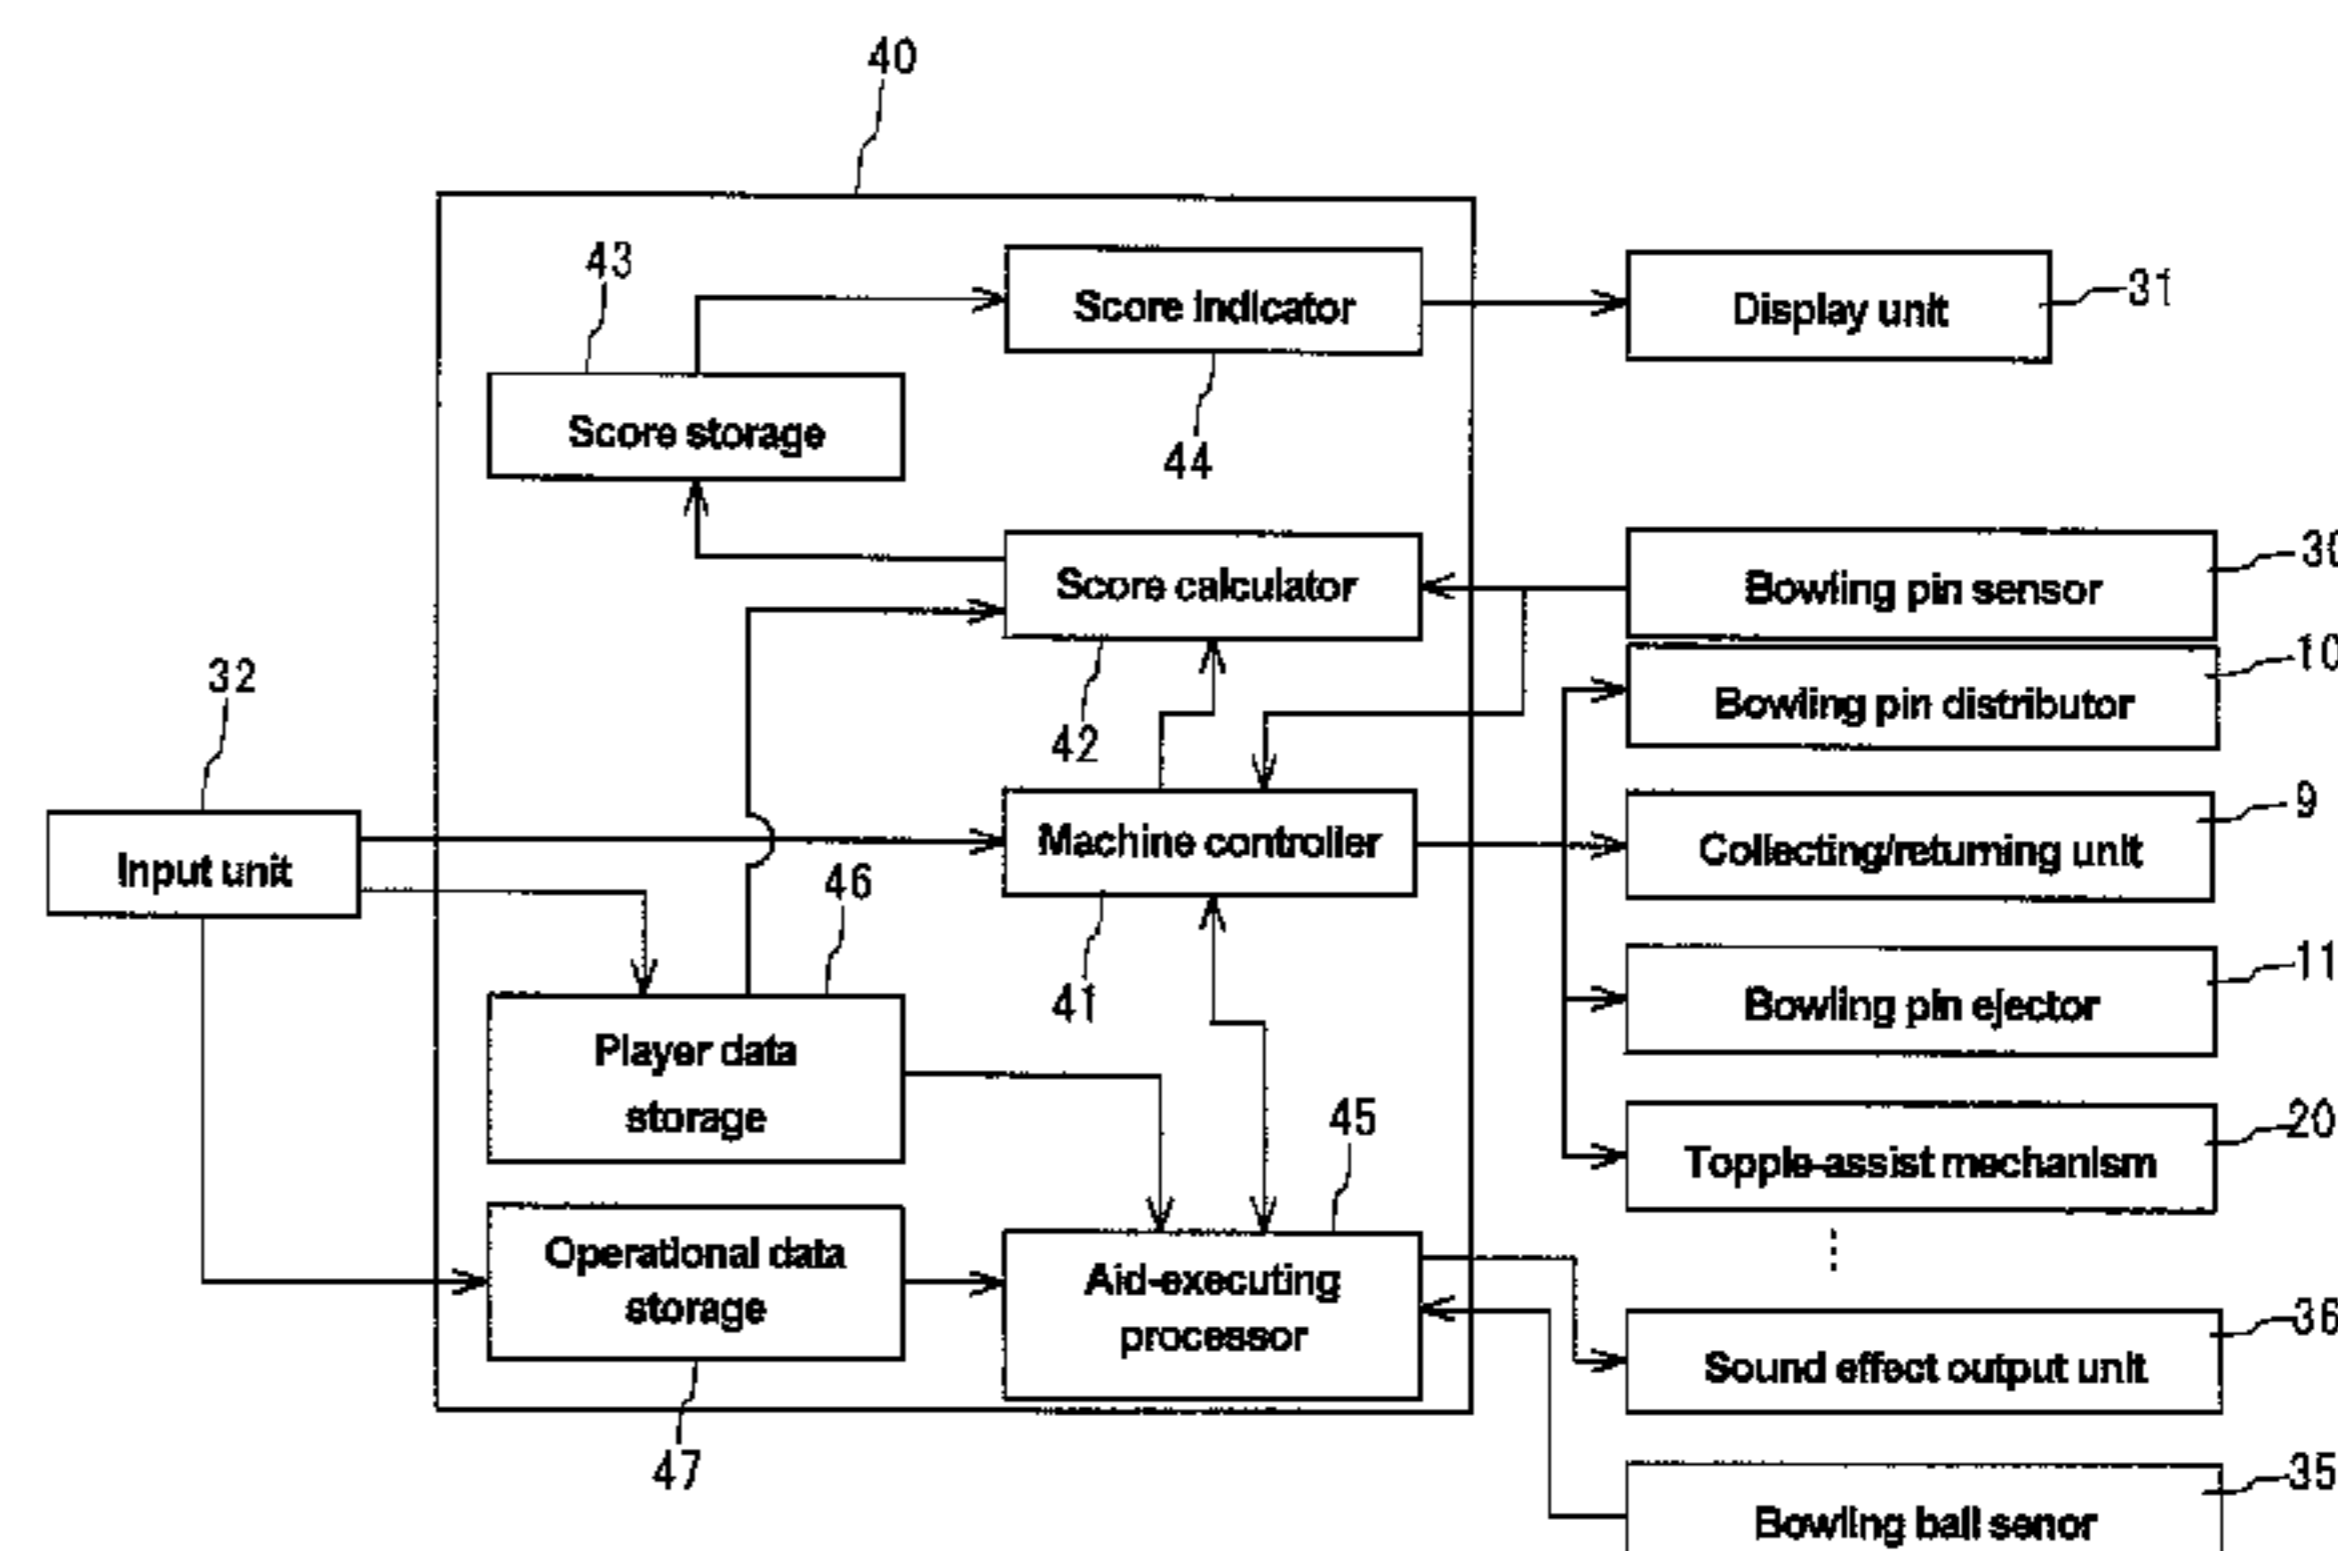 40
43
Score indicator
Display unit
31
Score storage
44
Score calculator
Bowling pin sensor
30
32
42
Bowling pin distributor
10
Input unit
46
Machine controller
Collecting/returning unit
9
41
Bowling pin ejector
11
Player data
storage
45
Topple-assist mechanism
20
Operational data
storage
Aid-executing
processor
Sound effect output unit
36
47
Bowling ball senor
35